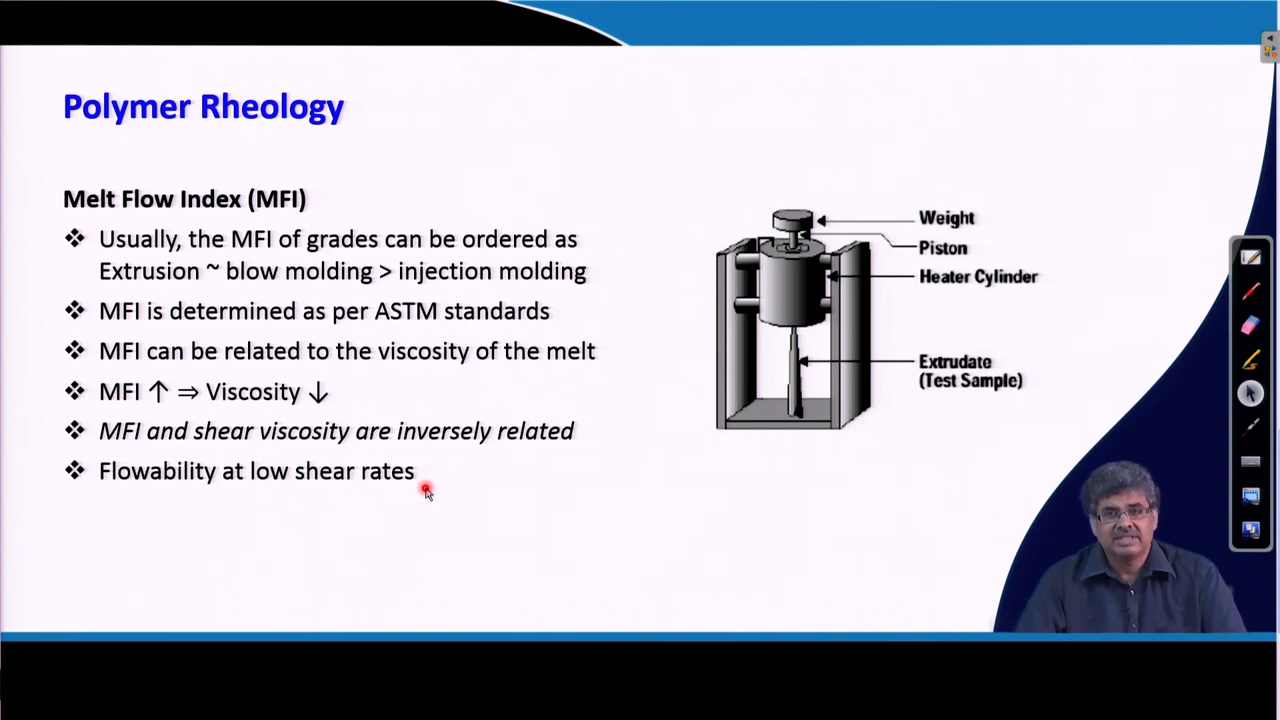 Polymer Rheology
Melt Flow Index (MFI)
❖ Usually, the MFI of grades can be ordered as
Extrusion ~ blow molding > injection molding
❖ MFI is determined as per ASTM standards
❖ MFI can be related to the viscosity of the melt
❖ MFI ↑ ⇒ Viscosity ↓
❖ MFI and shear viscosity are inversely related
❖ Flowability at low shear rates
Weight
Piston
Heater Cylinder
Extrudate
(Test Sample)